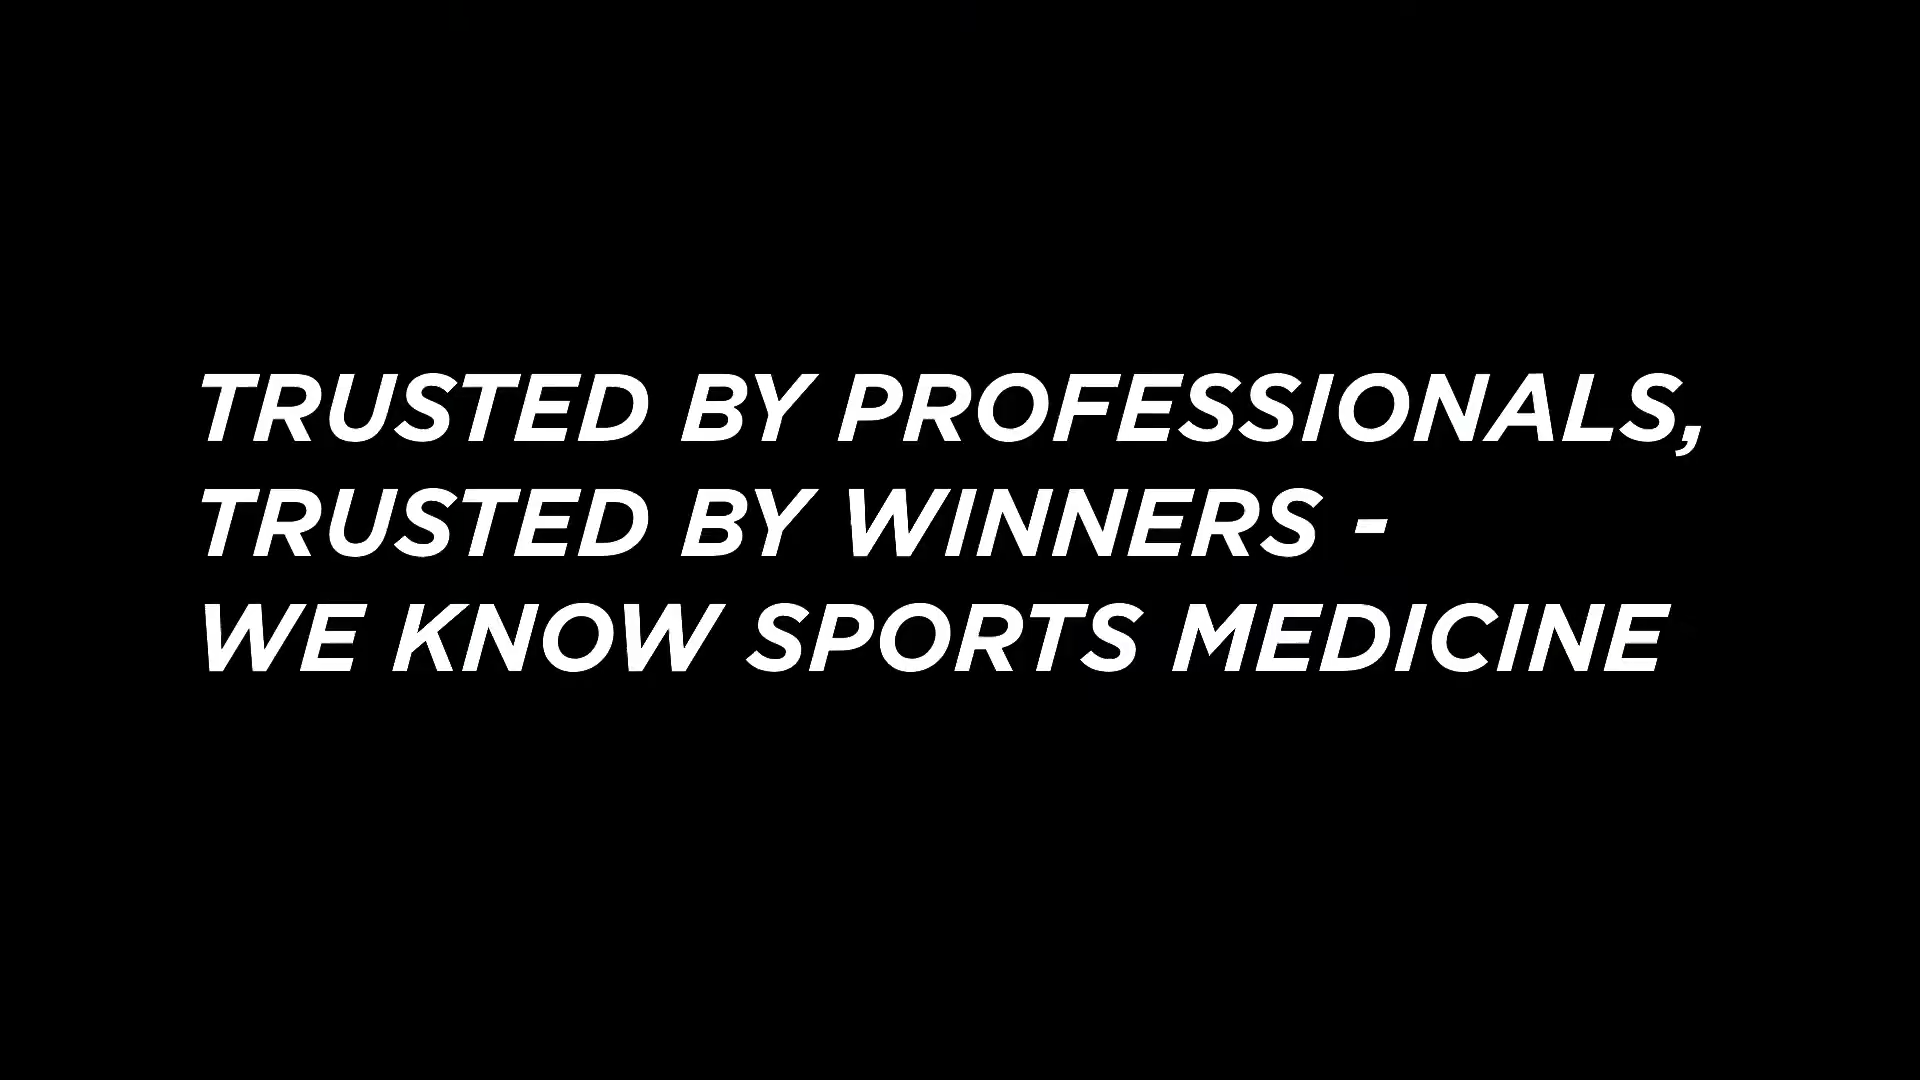 TRUSTED BY PROFESSIONALS,
TRUSTED BY WINNERS -
WE KNOW SPORTS MEDICINE